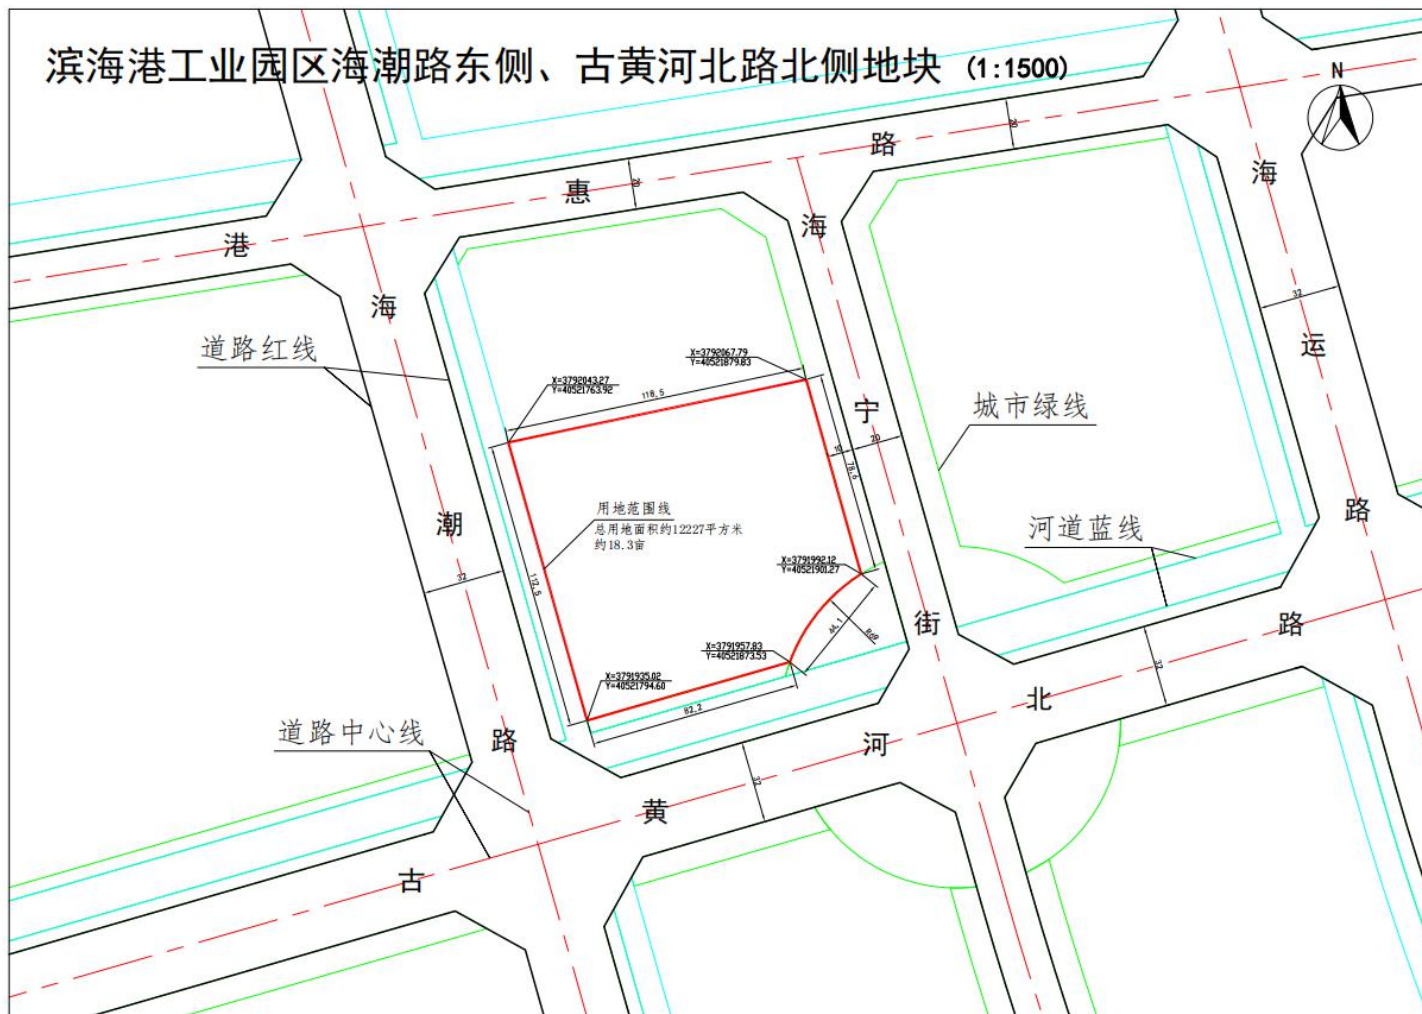 滨海港工业园区海潮路东侧、古黄河北路北侧地块 (1:1500)
N
港
惠
路
20
20
海
潮
路
32
海
宁
街
20
10
海
运
路
32
道路红线
X=3792067.79
Y=40521879.83
X=3792043.27
Y=40521763.92
118.5
78.6
城市绿线
用地范围线
总用地面积约12227平方米
约18.3亩
112.5
河道蓝线
X=3791992.12
Y=40521901.27
44.1
R69
X=3791957.83
Y=40521873.53
X=3791935.02
Y=40521794.60
82.2
道路中心线
古
黄
河
北
路
32
32